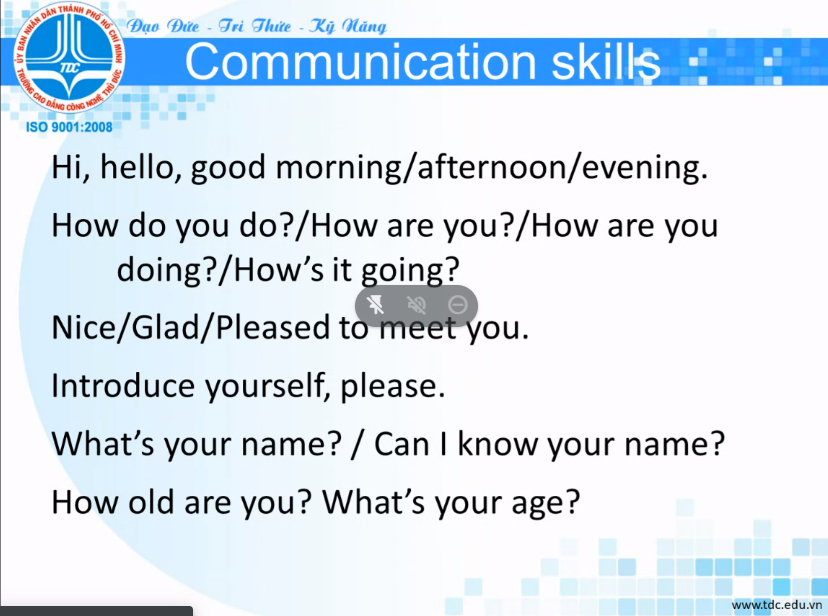 ỦY BAN NHÂN DÂN THÀNH PHỐ HỒ CHÍ MINH
TRƯỜNG CAO ĐẲNG CÔNG NGHỆ THỦ ĐỨC
TDC
ISO 9001:2008
Đạo Đức - Tri Thức - Kỹ Năng
Communication skills
Hi, hello, good morning/afternoon/evening.
How do you do?/How are you?/How are you
doing?/How’s it going?
Nice/Glad/Pleased to meet you.
Introduce yourself, please.
What’s your name? / Can I know your name?
How old are you? What’s your age?
www.tdc.edu.vn